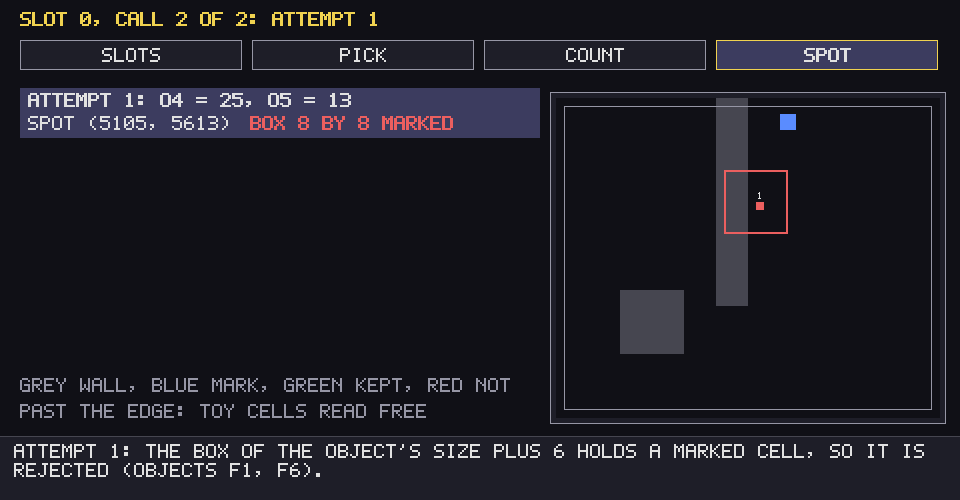 SLOT 0, CALL 2 OF 2: ATTEMPT 1
SLOTS
PICK
COUNT
SPOT
ATTEMPT 1: O4 = 25, O5 = 13
SPOT (5105, 5613) BOX 8 BY 8 MARKED
1
GREY WALL, BLUE MARK, GREEN KEPT, RED NOT
PAST THE EDGE: TOY CELLS READ FREE
ATTEMPT 1: THE BOX OF THE OBJECT'S SIZE PLUS 6 HOLDS A MARKED CELL, SO IT IS
REJECTED (OBJECTS F1, F6).